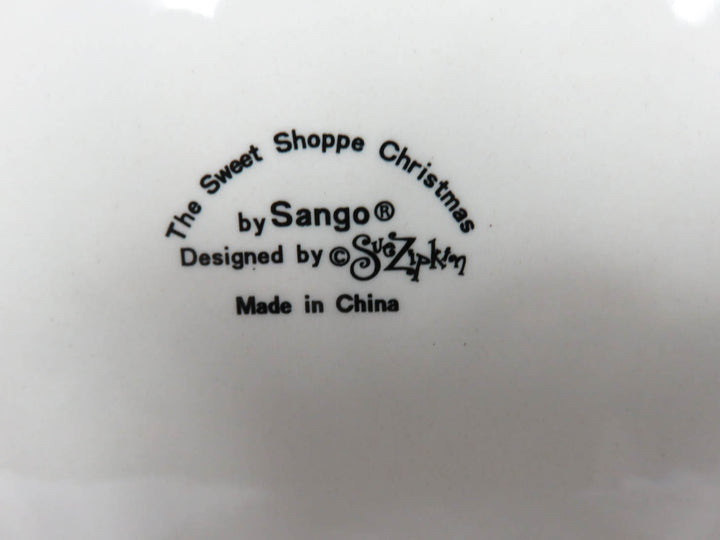 The Sweet Shoppe Christmas
by Sango®
Designed by © Sue Zipkin
Made in China